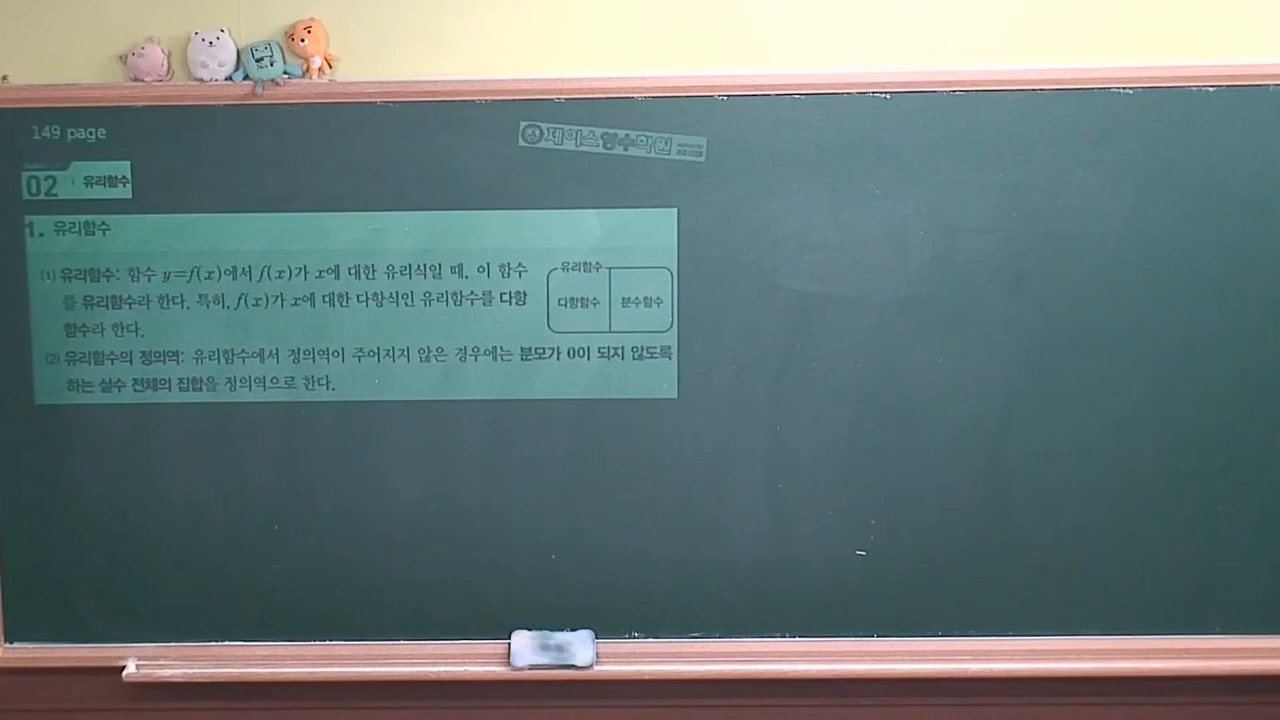 149 page
제이스영수학원
02 유리함수
1. 유리함수
(1) 유리함수: 함수 y=f(x)에서 f(x)가 x에 대한 유리식일 때, 이 함수
를 유리함수라 한다. 특히, f(x)가 x에 대한 다항식인 유리함수를 다항
함수라 한다.
유리함수
다항함수 분수함수
(2) 유리함수의 정의역: 유리함수에서 정의역이 주어지지 않은 경우에는 분모가 0이 되지 않도록
하는 실수 전체의 집합을 정의역으로 한다.